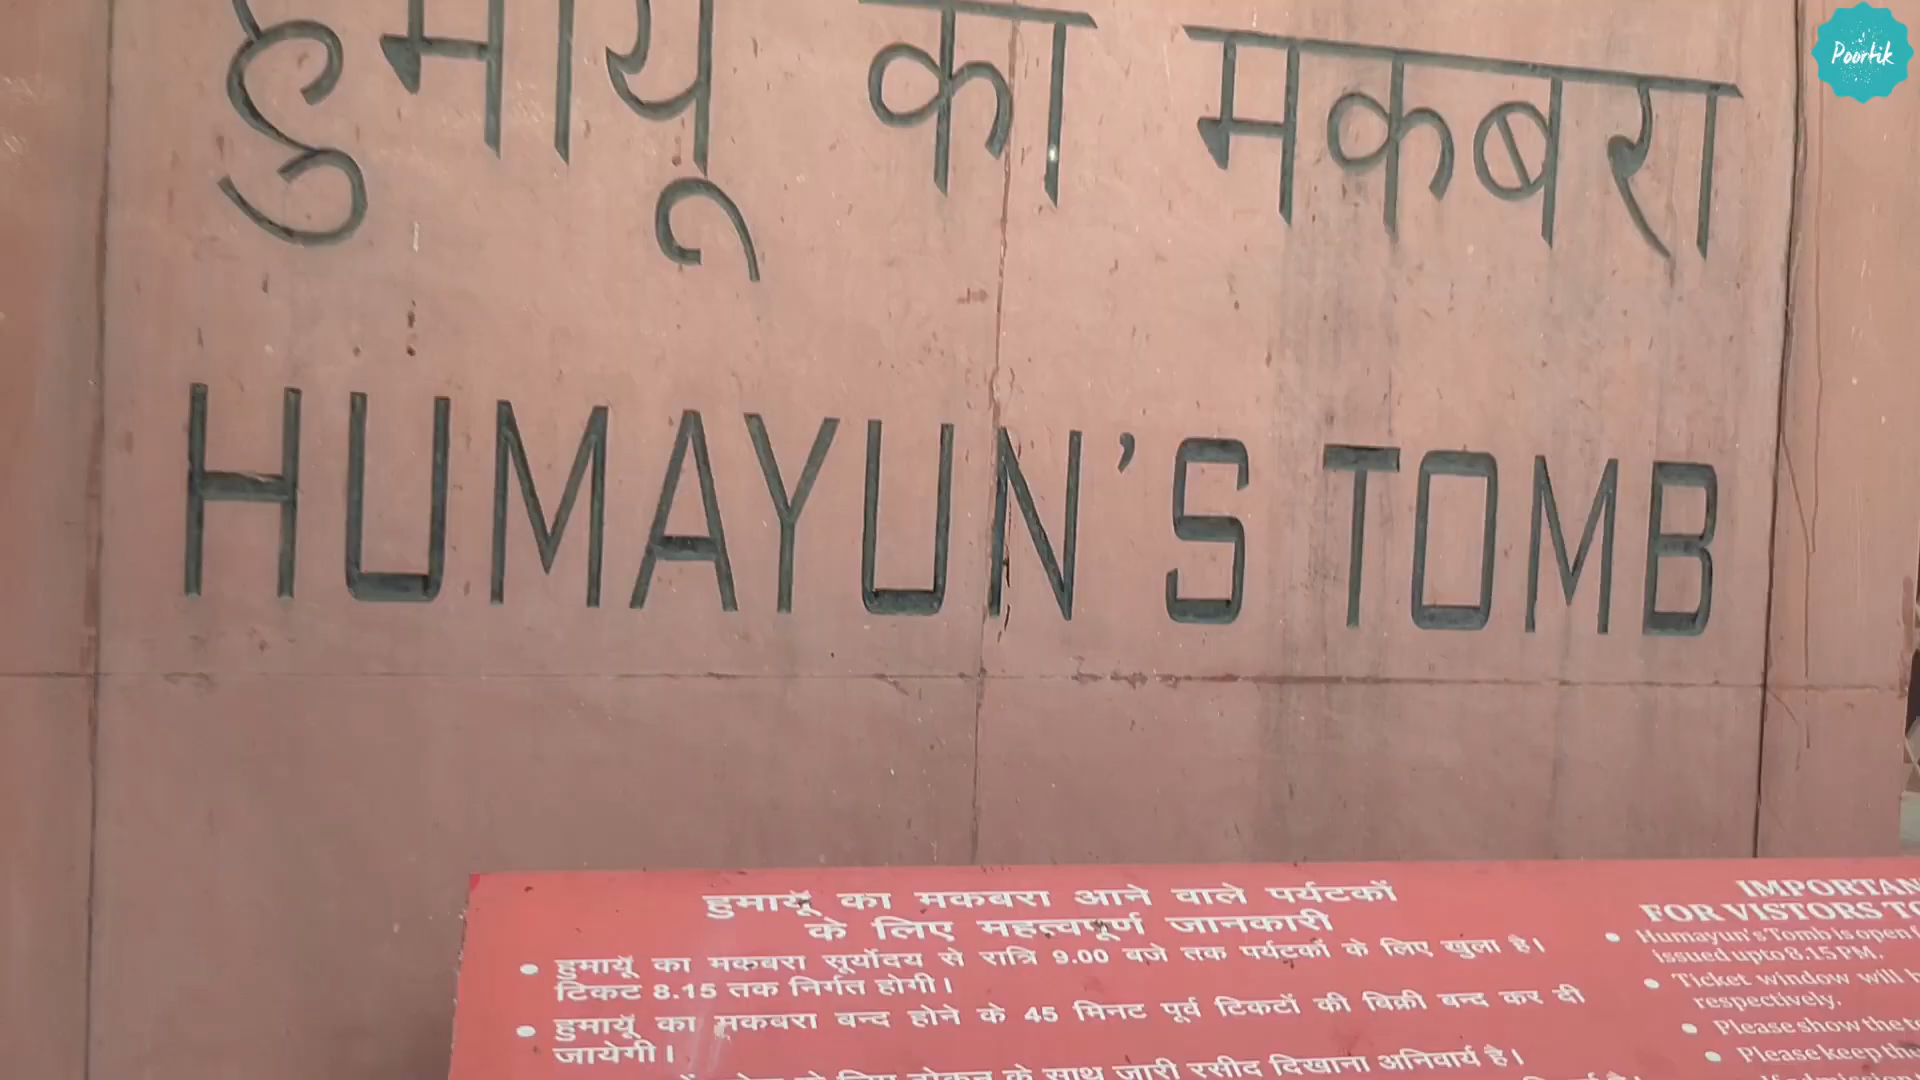 Poortik
हुमायूँ का मकबरा
HUMAYUN'S TOMB
हुमायूँ का मकबरा आने वाले पर्यटकों
के लिए महत्वपूर्ण जानकारी
• हुमायूँ का मकबरा सूर्योदय से रात्रि 9.00 बजे तक पर्यटकों के लिए खुला है।
टिकट 8.15 तक निर्गत होगी।
• हुमायूँ का मकबरा बन्द होने के 45 मिनट पूर्व टिकटों की बिक्री बन्द कर दी
जायेगी।
के साथ जारी रसीद दिखाना अनिवार्य है।
FOR VISTORS
• Humayun's Tomb is open
issued upto 8.15 PM.
• Ticket window will
respectively.
• Please show the
• Please keep the